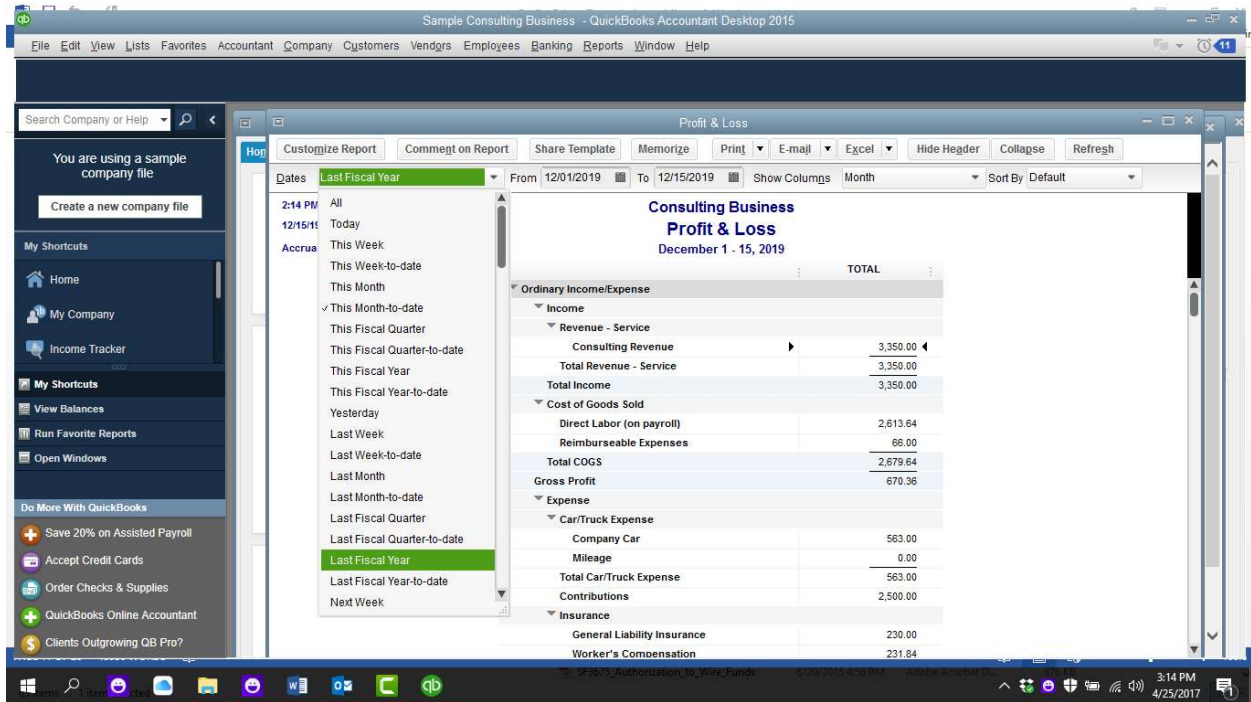 Sample Consulting Business - QuickBooks Accountant Desktop 2015
File Edit View Lists Favorites Accountant Company Customers Vendors Employees Banking Reports Window Help
11
Search Company or Help
Profit & Loss
You are using a sample
company file
Create a new company file
My Shortcuts
Home
My Company
Income Tracker
My Shortcuts
View Balances
Run Favorite Reports
Open Windows
Do More With QuickBooks
Save 20% on Assisted Payroll
Accept Credit Cards
Order Checks & Supplies
QuickBooks Online Accountant
Clients Outgrowing QB Pro?
Customize Report Comment on Report Share Template Memorize Print E-mail Excel Hide Header Collapse Refresh
Dates Last Fiscal Year From 12/01/2019 To 12/15/2019 Show Columns Month Sort By Default
2:14 PM
12/15/19
All
Today
This Week
This Week-to-date
This Month
This Month-to-date
This Fiscal Quarter
This Fiscal Quarter-to-date
This Fiscal Year
This Fiscal Year-to-date
Yesterday
Last Week
Last Week-to-date
Last Month
Last Month-to-date
Last Fiscal Quarter
Last Fiscal Quarter-to-date
Last Fiscal Year
Last Fiscal Year-to-date
Next Week
Consulting Business
Profit & Loss
December 1 - 15, 2019
TOTAL
Ordinary Income/Expense
Income
Revenue - Service
Consulting Revenue 3,350.00
Total Revenue - Service 3,350.00
Total Income 3,350.00
Cost of Goods Sold
Direct Labor (on payroll) 2,613.64
Reimburseable Expenses 66.00
Total COGS 2,679.64
Gross Profit 670.36
Expense
Car/Truck Expense
Company Car 563.00
Mileage 0.00
Total Car/Truck Expense 563.00
Contributions 2,500.00
Insurance
General Liability Insurance 230.00
Worker's Compensation 231.84
SF3675_Authorization_to_Wire_Funds
3:14 PM
4/25/2017